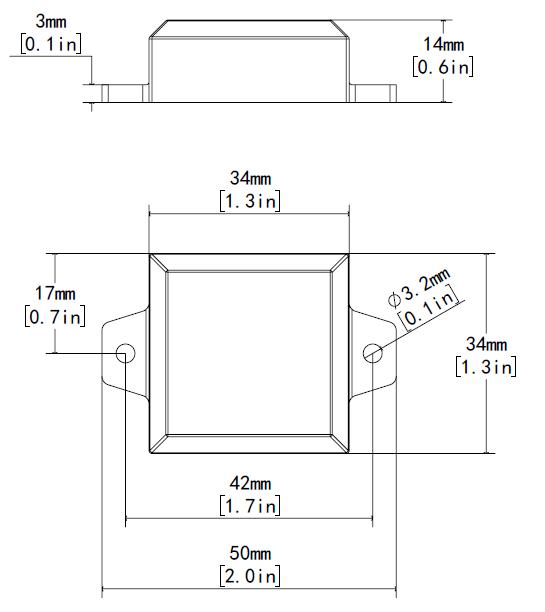 3mm
[0.1in]
14mm
[0.6in]
34mm
[1.3in]
17mm
[0.7in]
∅3.2mm
[0.1in]
34mm
[1.3in]
42mm
[1.7in]
50mm
[2.0in]